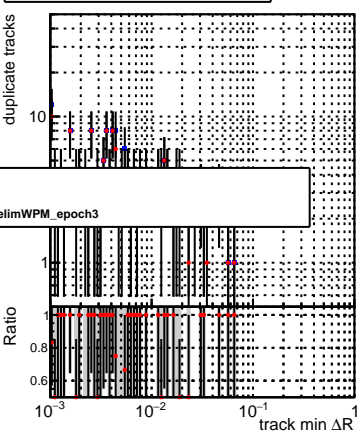 duplicate tracks
10
elimWPM_epoch3
1
Ratio
1
0.8
0.6
10⁻³
10⁻²
10⁻¹
1
track min ΔR